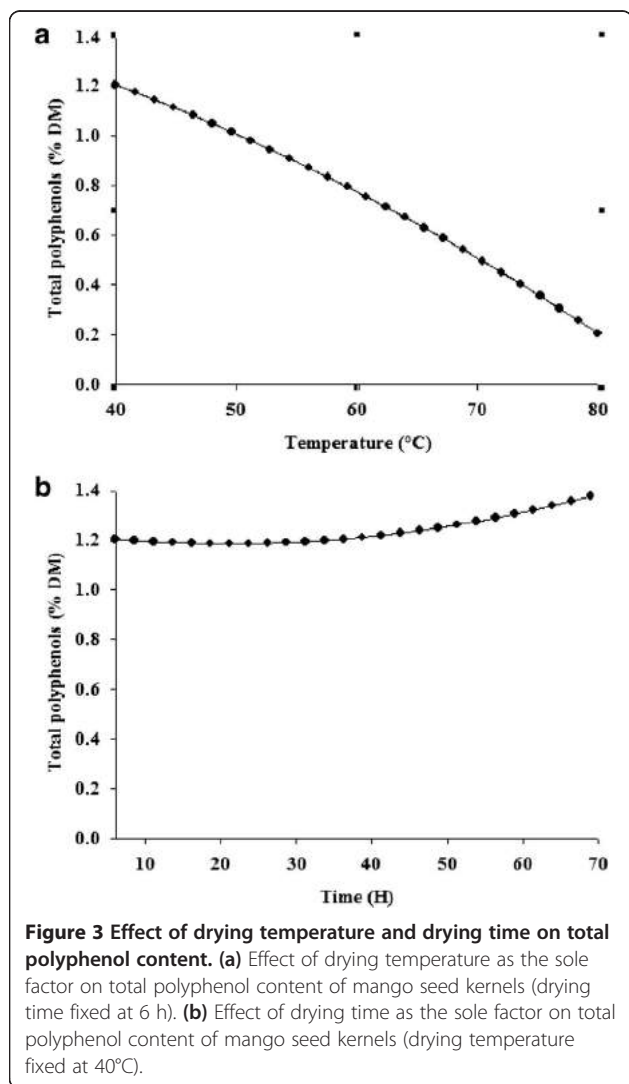 a
1.4
1.2
1.0
0.8
0.6
0.4
0.2
0.0
Total polyphenols (% DM)
40 50 60 70 80
Temperature (°C)
b
1.4
1.2
1.0
0.8
0.6
0.4
0.2
0.0
Total polyphenols (% DM)
10 20 30 40 50 60 70
Time (H)
Figure 3 Effect of drying temperature and drying time on total
polyphenol content. (a) Effect of drying temperature as the sole
factor on total polyphenol content of mango seed kernels (drying
time fixed at 6 h). (b) Effect of drying time as the sole factor on total
polyphenol content of mango seed kernels (drying temperature
fixed at 40°C).